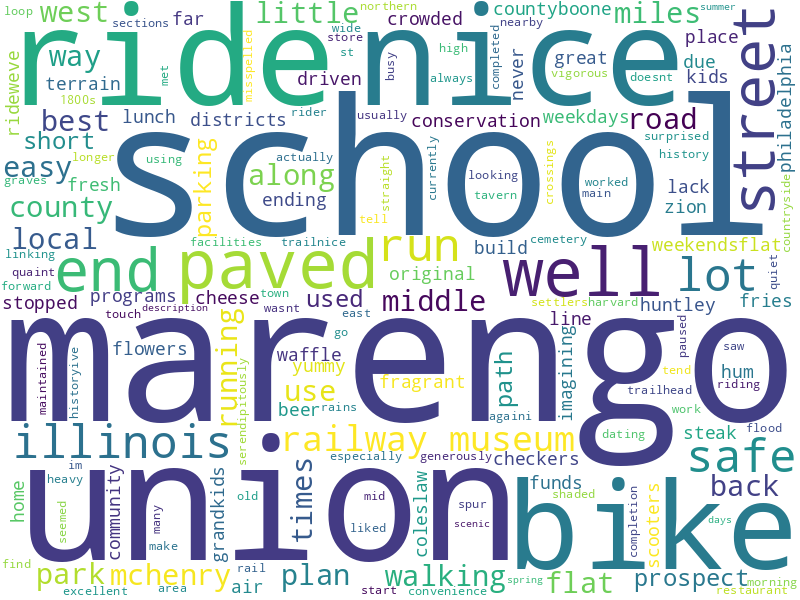 loop northern summer
west sections far little crowded wide countyboone miles
ride nice
way met misspelled store nearby place
terrain st high completed due
1800s driven busy always vigorous great doesnt never kids
rideweve
best lunch districts rider usually conservation weekdays road
short street philadelphia
school
easy longer using actually surprised
graves fresh parking along straight currently looking worked crossings history
county ending tavern main lack zion countryside
local facilities trailnice tell run build cemetery weekendsflat
linking end paved original well lot quiet
quaint
forward town
stopped programs cheese used middle settlers harvard huntley fries
touch description wasnt east line
marengo
maintained flowers running waffle go path imagining paused saw hum
historyive yummy fragrant trailhead riding
use tend
beer rains againi work
illinois serendipitously railway museum dating steak flood
im especially generously checkers safe
heavy union
home community many grandkids old times mid coleslaw spur funds shaded completion scooters back
seemed liked scenic bike days
make
find rail
park mchenry air plan walking flat prospect morning
excellent area start convenience spring restaurant